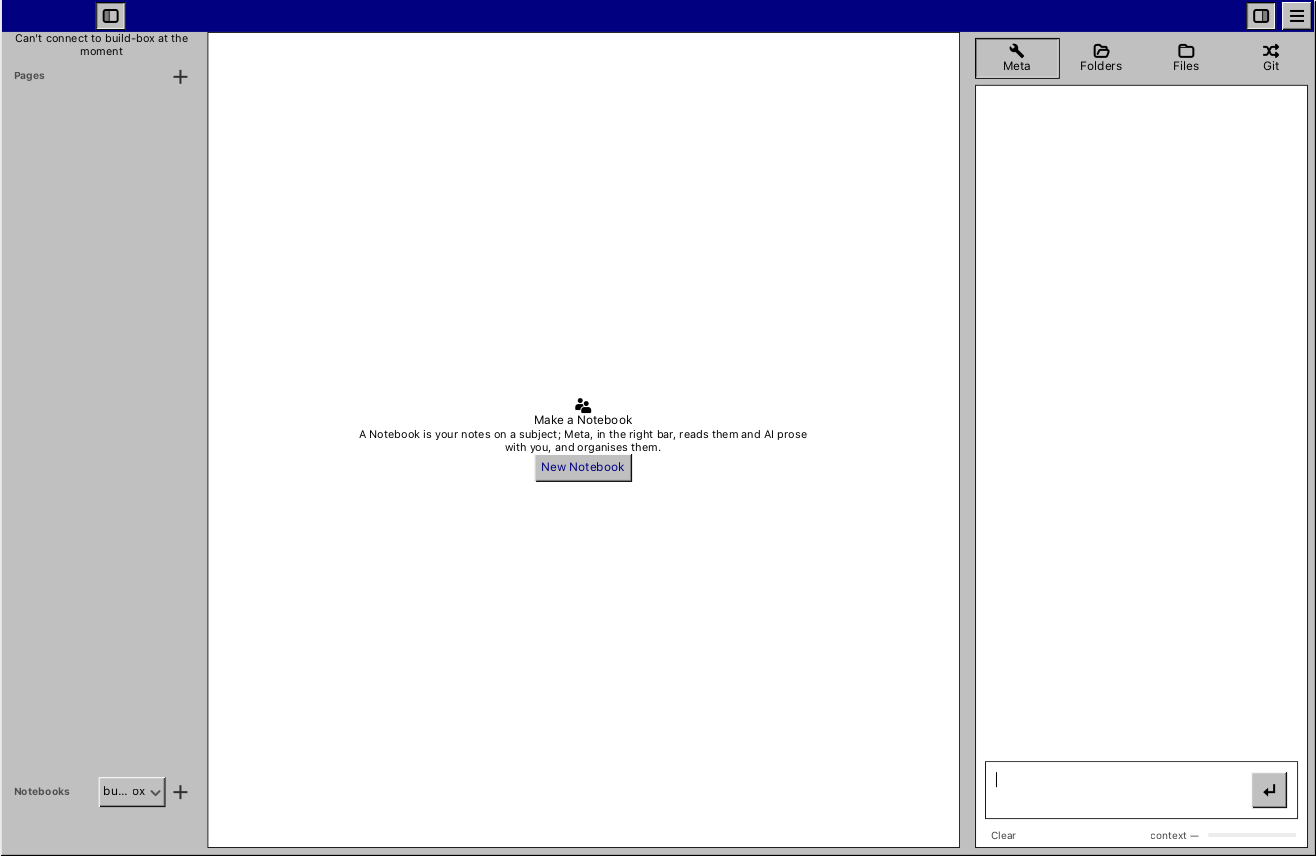 Can't connect to build-box at the
moment
Pages
Make a Notebook
A Notebook is your notes on a subject; Meta, in the right bar, reads them and AI prose
with you, and organises them.
New Notebook
Notebooks
bu... ox
Meta
Folders
Files
Git
Clear
context —